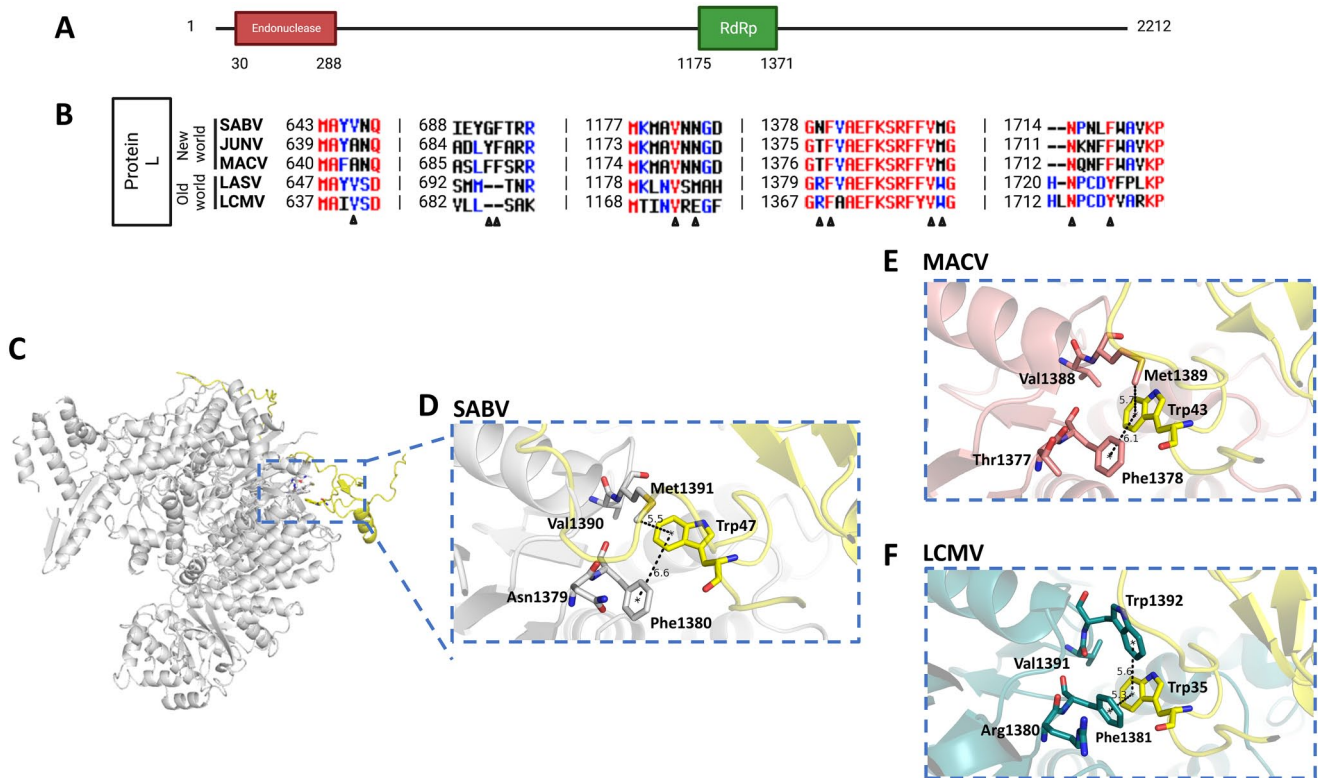 A
1
Endonuclease
RdRp
2212
30
288
1175
1371
B
Protein L
New world
Old world
SABV 643 MAYVNQ | 688 IEYGFTRR | 1177 MKMAVNNGD | 1378 GNFVAEFKSRFFVMG | 1714 --NPNLFWAVKP
JUNV 639 MAYANQ | 684 ADLYFARR | 1173 MKMAVNNGD | 1375 GTFVAEFKSRFFVMG | 1711 --NKNFFWAVKP
MACV 640 MAFANQ | 685 ASLFFSRR | 1174 MKMAVNNGD | 1376 GTFVAEFKSRFFVMG | 1712 --NQNFFWAVKP
LASV 647 MAYVSD | 692 SMM--TNR | 1178 MKLNVSMAH | 1379 GRFVAEFKSRFFVWG | 1720 H-NPCDYFPLKP
LCMV 637 MAIVSD | 682 VLL--SAK | 1168 MTINVREGF | 1367 GRFAAEFKSRFYVWG | 1712 HLNPCDYVARKP
C
D SABV
Met1391
Val1390
5.5
Trp47
6.6
Asn1379
Phe1380
E MACV
Val1388
Met1389
5.7
Trp43
6.1
Thr1377
Phe1378
F LCMV
Trp1392
Val1391
5.6
Trp35
5.3
Arg1380
Phe1381